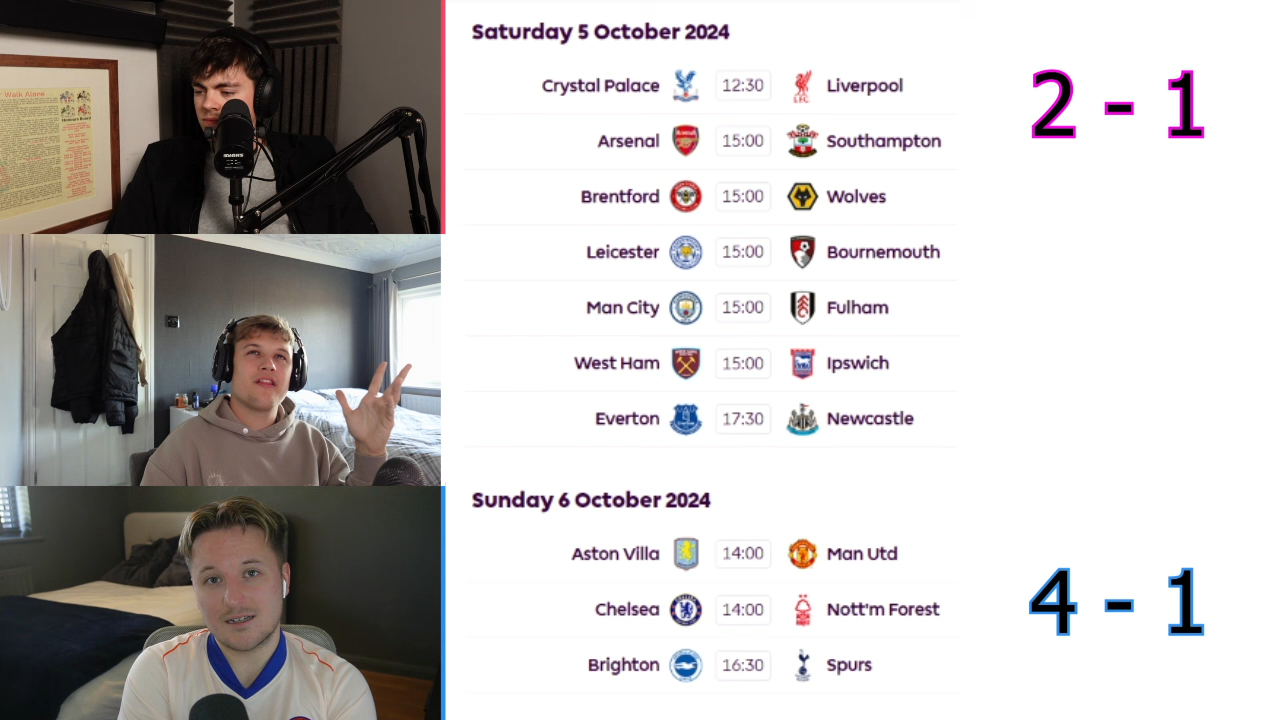 Walk Alone
Saturday 5 October 2024
Crystal Palace 12:30 Liverpool
Arsenal 15:00 Southampton
Brentford 15:00 Wolves
Leicester 15:00 Bournemouth
Man City 15:00 Fulham
West Ham 15:00 Ipswich
Everton 17:30 Newcastle
Sunday 6 October 2024
Aston Villa 14:00 Man Utd
Chelsea 14:00 Nott'm Forest
Brighton 16:30 Spurs
2 - 1
4 - 1